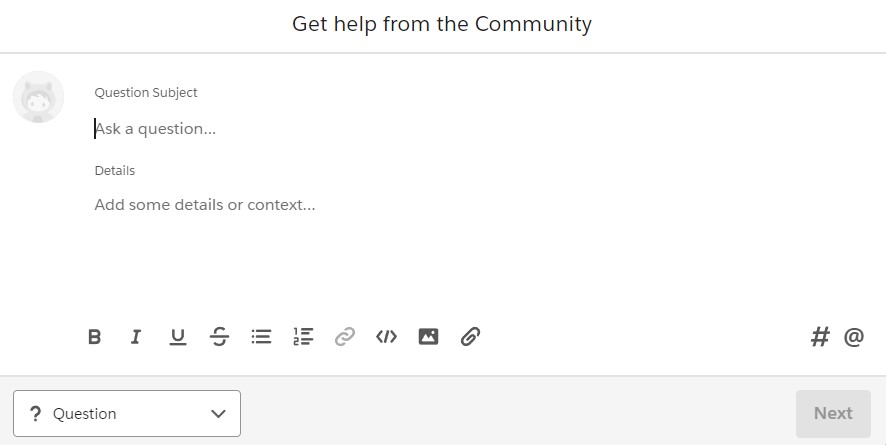 Get help from the Community
Question Subject
Ask a question...
Details
Add some details or context...
B I U S </> # @
? Question Next